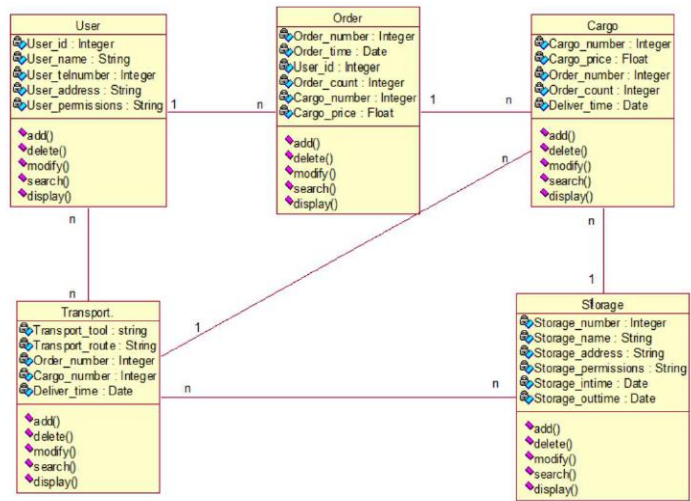 User
User_id : Integer
User_name : String
User_telnumber : Integer
User_address : String
User_permissions : String
add()
delete()
modify()
search()
display()
1
n
Order
Order_number : Integer
Order_time : Date
User_id : Integer
Order_count : Integer
Cargo_number : Integer
Cargo_price : Float
add()
delete()
modify()
search()
display()
1
n
Cargo
Cargo_number : Integer
Cargo_price : Float
Order_number : Integer
Order_count : Integer
Deliver_time : Date
add()
delete()
modify()
search()
display()
n
n
n
n
1
1
Transport.
Transport_tool : string
Transport_route : String
Order_number : Integer
Cargo_number : Integer
Deliver_time : Date
add()
delete()
modify()
search()
display()
1
n
n
Storage
Storage_number : Integer
Storage_name : String
Storage_address : String
Storage_permissions : String
Storage_intime : Date
Storage_outtime : Date
add()
delete()
modify()
search()
display()